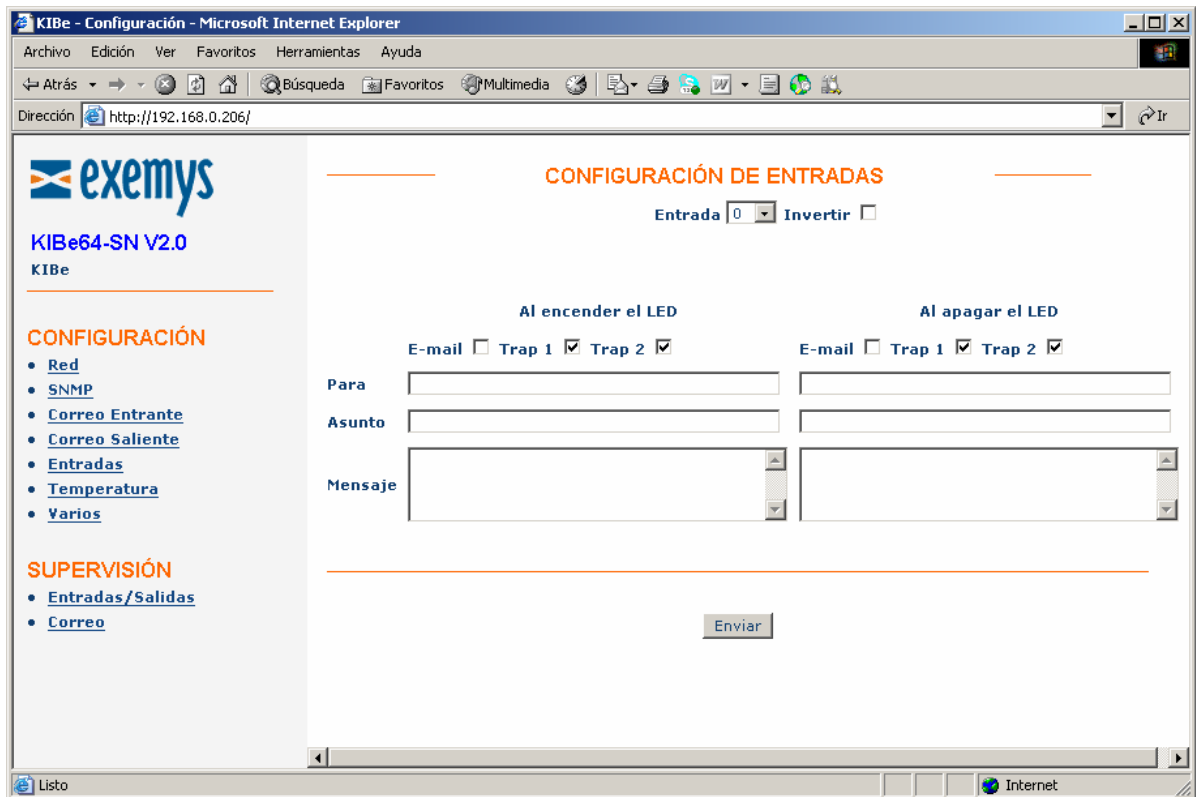 KIBe - Configuración - Microsoft Internet Explorer
Archivo Edición Ver Favoritos Herramientas Ayuda
Atrás Búsqueda Favoritos Multimedia
Dirección http://192.168.0.206/ Ir
exemys
KIBe64-SN V2.0
KIBe
CONFIGURACIÓN
Red
SNMP
Correo Entrante
Correo Saliente
Entradas
Temperatura
Varios
SUPERVISIÓN
Entradas/Salidas
Correo
CONFIGURACIÓN DE ENTRADAS
Entrada 0 Invertir
Al encender el LED Al apagar el LED
E-mail Trap 1 Trap 2 E-mail Trap 1 Trap 2
Para
Asunto
Mensaje
Enviar
Listo Internet